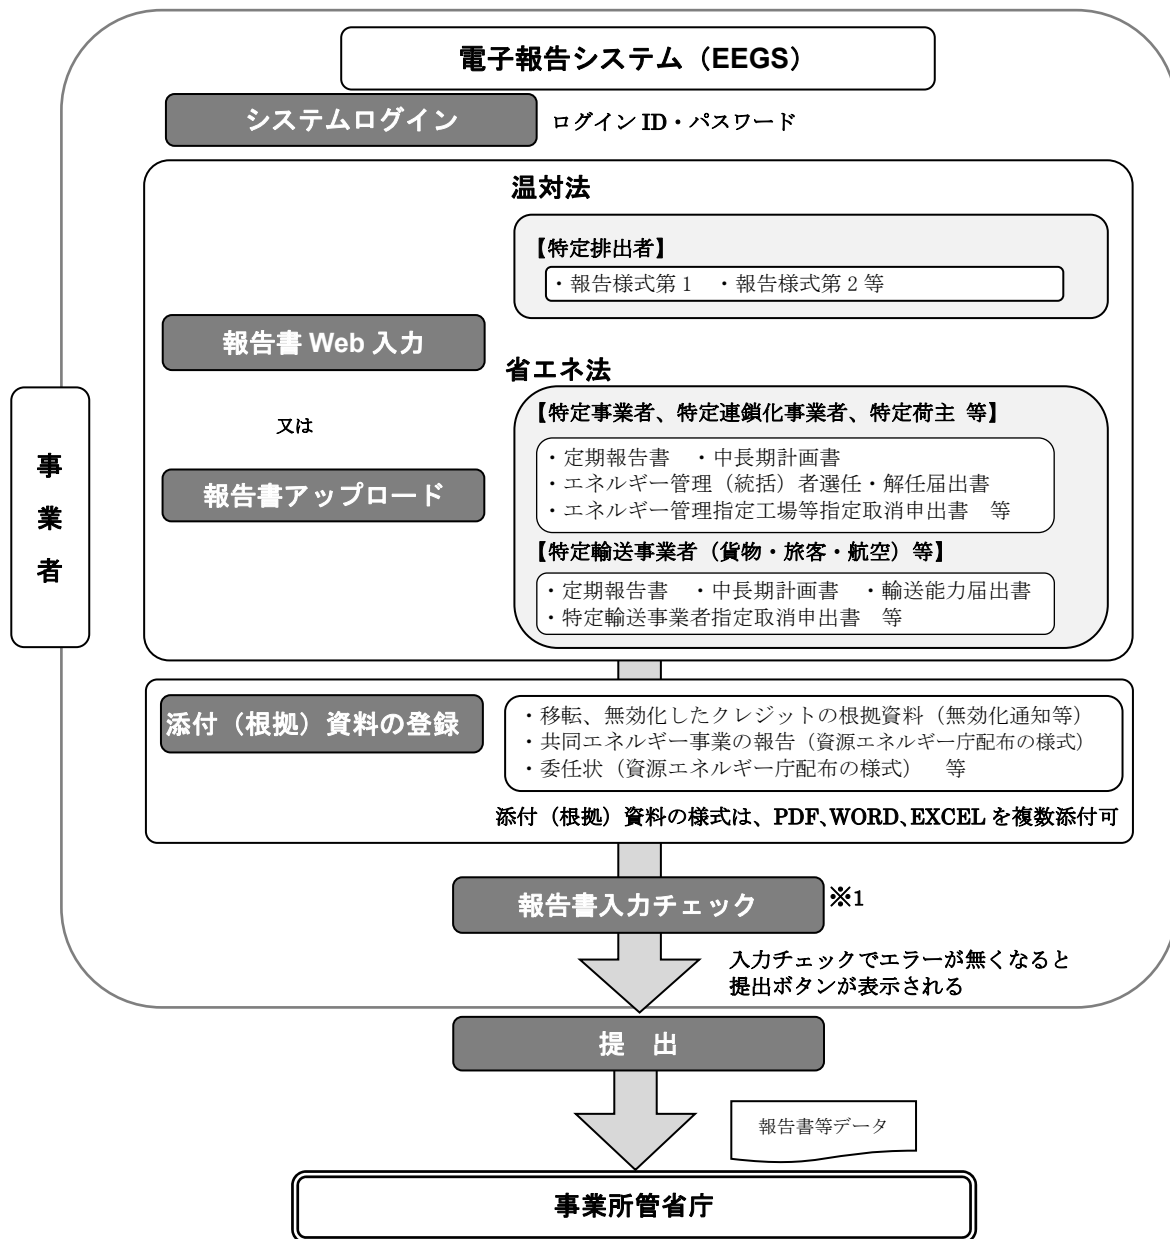 電子報告システム（EEGS）
システムログイン
ログイン ID・パスワード
温対法
【特定排出者】
・報告様式第 1　・報告様式第 2 等
報告書 Web 入力
省エネ法
【特定事業者、特定連鎖化事業者、特定荷主 等】
又は
・定期報告書　・中長期計画書
・エネルギー管理（統括）者選任・解任届出書
・エネルギー管理指定工場等指定取消申出書　等
報告書アップロード
事業者
【特定輸送事業者（貨物・旅客・航空）等】
・定期報告書　・中長期計画書　・輸送能力届出書
・特定輸送事業者指定取消申出書　等
添付（根拠）資料の登録
・移転、無効化したクレジットの根拠資料（無効化通知等）
・共同エネルギー事業の報告（資源エネルギー庁配布の様式）
・委任状（資源エネルギー庁配布の様式）　等
添付（根拠）資料の様式は、PDF、WORD、EXCEL を複数添付可
報告書入力チェック
※1
入力チェックでエラーが無くなると
提出ボタンが表示される
提　出
報告書等データ
事業所管省庁